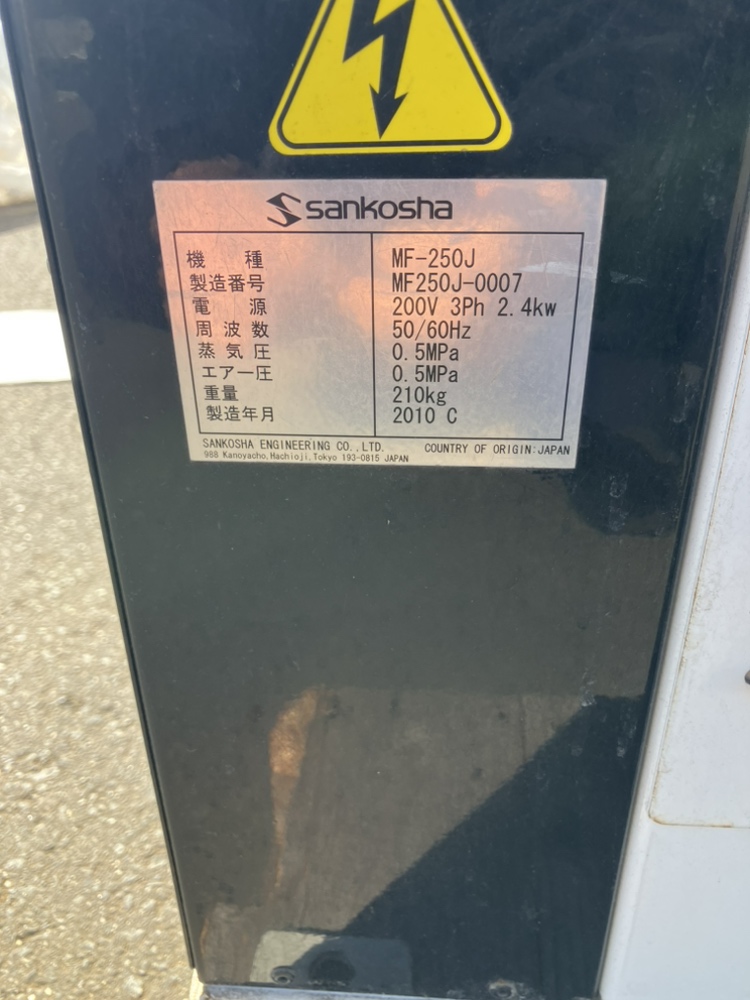 sankosha
機種 MF-250J
製造番号 MF250J-0007
電源 200V 3Ph 2.4kw
周波数 50/60Hz
蒸気圧 0.5MPa
エアー圧 0.5MPa
重量 210kg
製造年月 2010 C
SANKOSHA ENGINEERING CO.,LTD. COUNTRY OF ORIGIN:JAPAN
988 Kanoyacho,Hachioji,Tokyo 193-0815 JAPAN